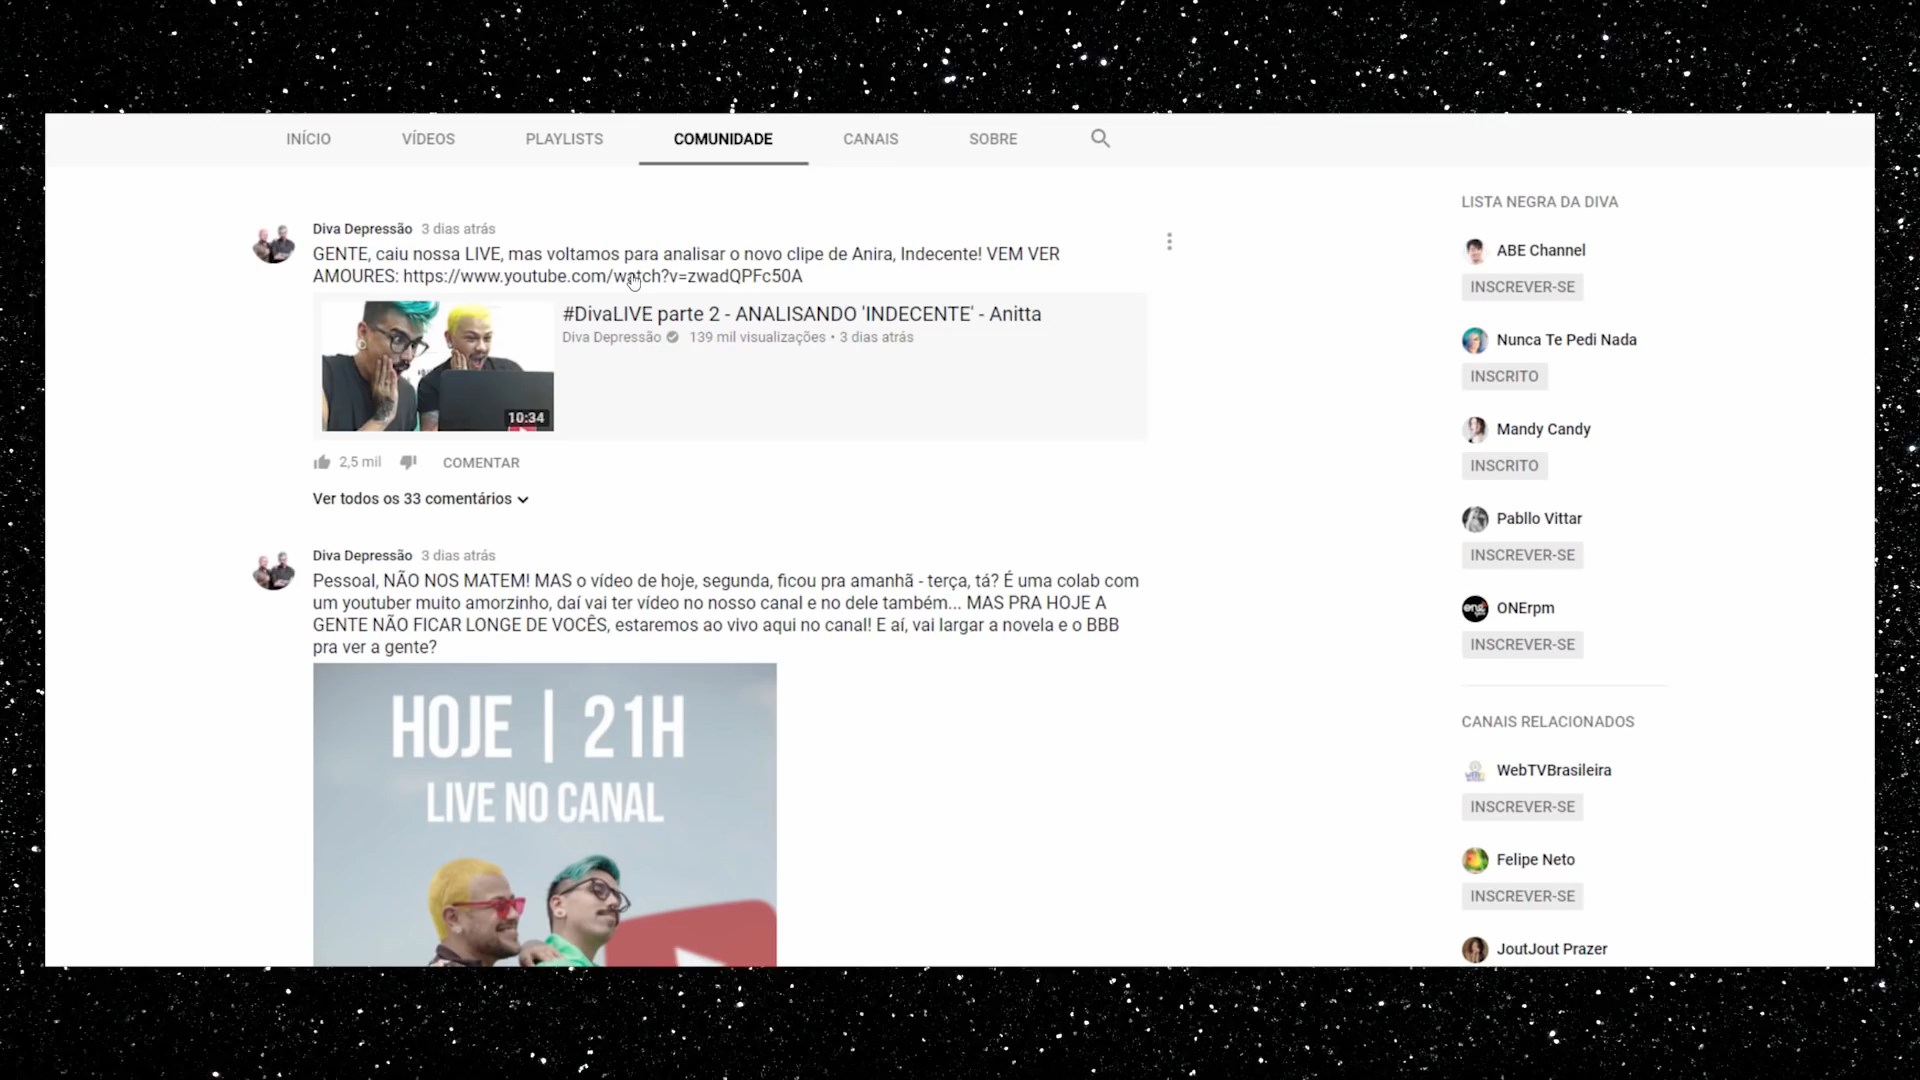 INÍCIO VÍDEOS PLAYLISTS COMUNIDADE CANAIS SOBRE
Diva Depressão 3 dias atrás
GENTE, caiu nossa LIVE, mas voltamos para analisar o novo clipe de Anira, Indecente! VEM VER
AMOURES: https://www.youtube.com/watch?v=zwadQPFc50A
#DivaLIVE parte 2 - ANALISANDO 'INDECENTE' - Anitta
Diva Depressão 139 mil visualizações • 3 dias atrás
10:34
2,5 mil COMENTAR
Ver todos os 33 comentários
Diva Depressão 3 dias atrás
Pessoal, NÃO NOS MATEM! MAS o vídeo de hoje, segunda, ficou pra amanhã - terça, tá? É uma colab com
um youtuber muito amorzinho, daí vai ter vídeo no nosso canal e no dele também... MAS PRA HOJE A
GENTE NÃO FICAR LONGE DE VOCÊS, estaremos ao vivo aqui no canal! E aí, vai largar a novela e o BBB
pra ver a gente?
HOJE | 21H
LIVE NO CANAL
LISTA NEGRA DA DIVA
ABE Channel
INSCREVER-SE
Nunca Te Pedi Nada
INSCRITO
Mandy Candy
INSCRITO
Pabllo Vittar
INSCREVER-SE
ONErpm
INSCREVER-SE
CANAIS RELACIONADOS
WebTVBrasileira
INSCREVER-SE
Felipe Neto
INSCREVER-SE
JoutJout Prazer